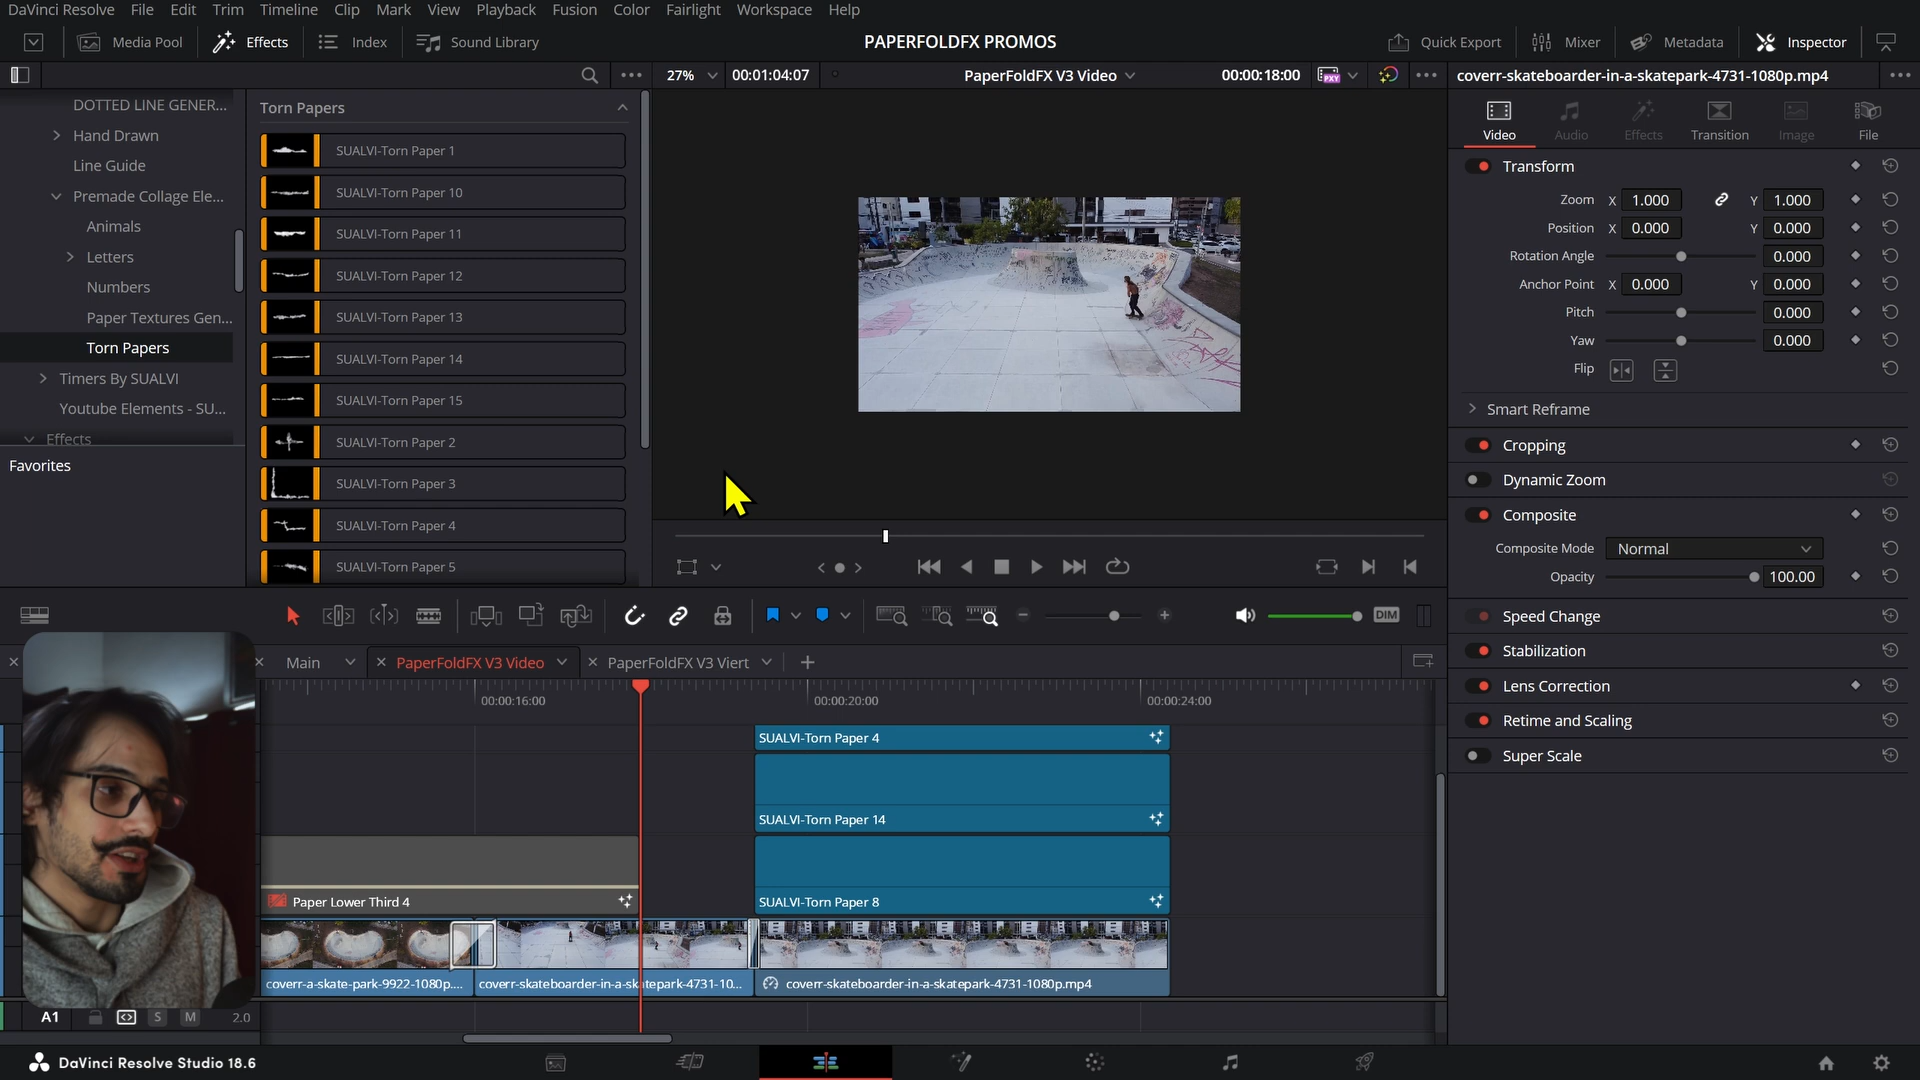 DaVinci Resolve File Edit Trim Timeline Clip Mark View Playback Fusion Color Fairlight Workspace Help
Media Pool Effects Index Sound Library PAPERFOLDFX PROMOS Quick Export Mixer Metadata Inspector
27% 00:01:04:07 PaperFoldFX V3 Video 00:00:18:00 PXY coverr-skateboarder-in-a-skatepark-4731-1080p.mp4
DOTTED LINE GENER...
Hand Drawn
Line Guide
Premade Collage Ele...
Animals
Letters
Numbers
Paper Textures Gen...
Torn Papers
Timers By SUALVI
Youtube Elements - SU...
Effects
Favorites
Torn Papers
SUALVI-Torn Paper 1
SUALVI-Torn Paper 10
SUALVI-Torn Paper 11
SUALVI-Torn Paper 12
SUALVI-Torn Paper 13
SUALVI-Torn Paper 14
SUALVI-Torn Paper 15
SUALVI-Torn Paper 2
SUALVI-Torn Paper 3
SUALVI-Torn Paper 4
SUALVI-Torn Paper 5
Video Audio Effects Transition Image File
Transform
Zoom X 1.000 Y 1.000
Position X 0.000 Y 0.000
Rotation Angle 0.000
Anchor Point X 0.000 Y 0.000
Pitch 0.000
Yaw 0.000
Flip
Smart Reframe
Cropping
Dynamic Zoom
Composite
Composite Mode Normal
Opacity 100.00
Speed Change
Stabilization
Lens Correction
Retime and Scaling
Super Scale
DIM
Main PaperFoldFX V3 Video PaperFoldFX V3 Viert
00:00:16:00 00:00:20:00 00:00:24:00
SUALVI-Torn Paper 4
SUALVI-Torn Paper 14
Paper Lower Third 4 SUALVI-Torn Paper 8
coverr-a-skate-park-9922-1080p.... coverr-skateboarder-in-a-skatepark-4731-10... coverr-skateboarder-in-a-skatepark-4731-1080p.mp4
A1 S M 2.0
DaVinci Resolve Studio 18.6